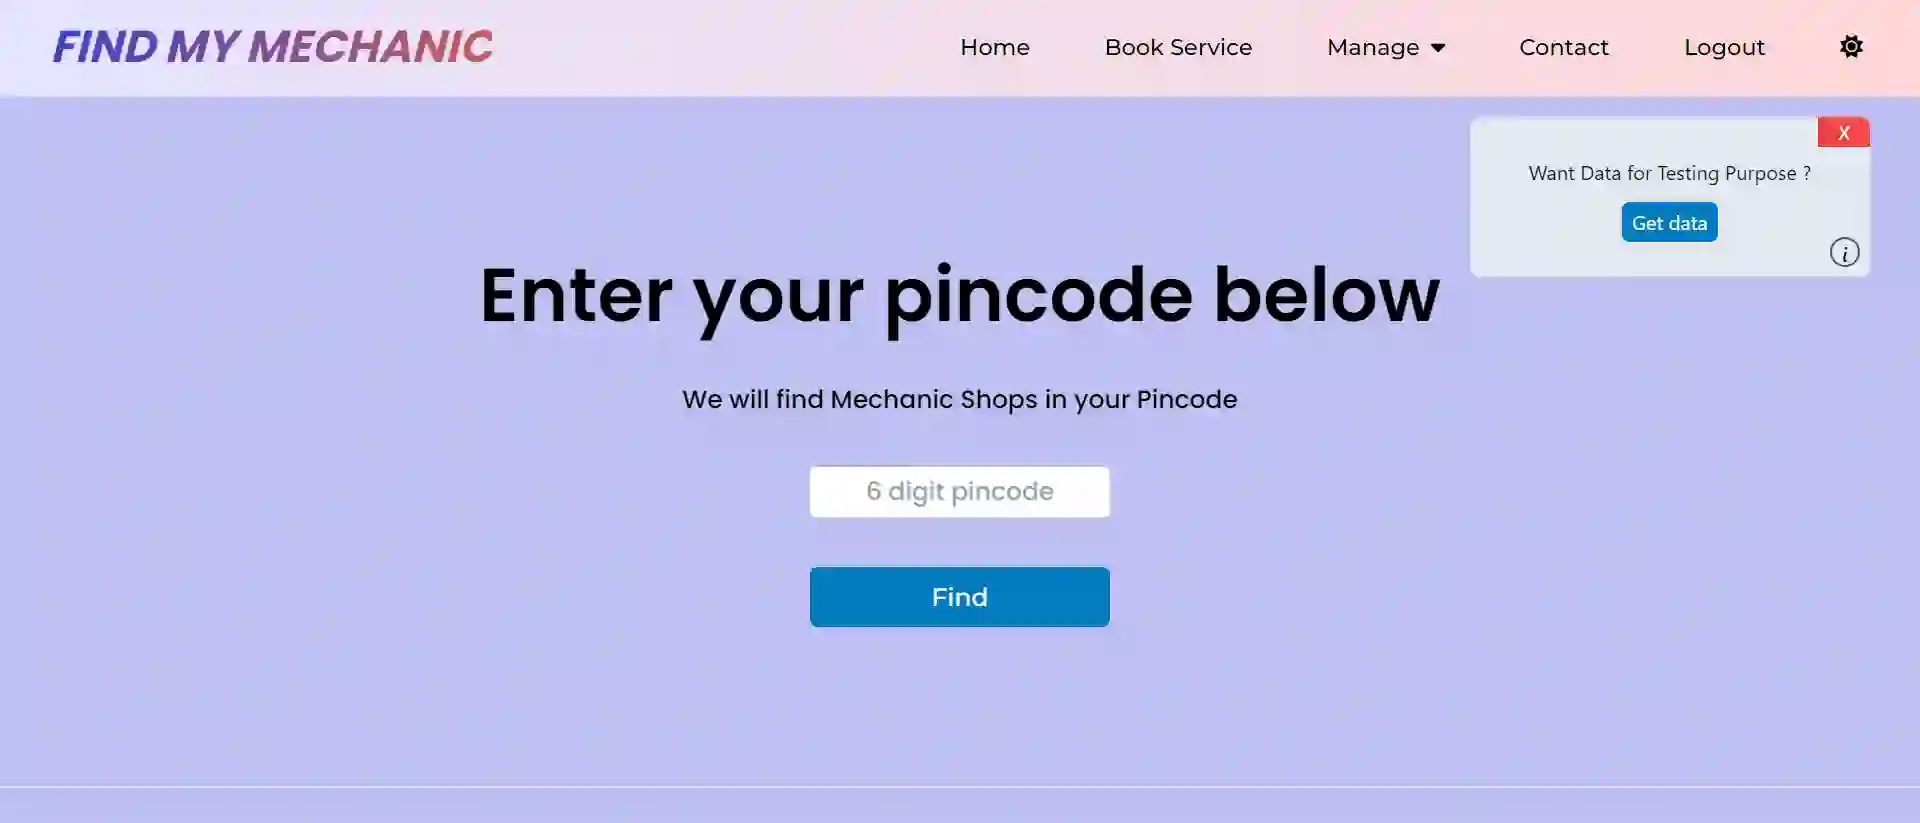 FIND MY MECHANIC
Home Book Service Manage Contact Logout
X
Want Data for Testing Purpose ?
Get data
i
Enter your pincode below
We will find Mechanic Shops in your Pincode
6 digit pincode
Find